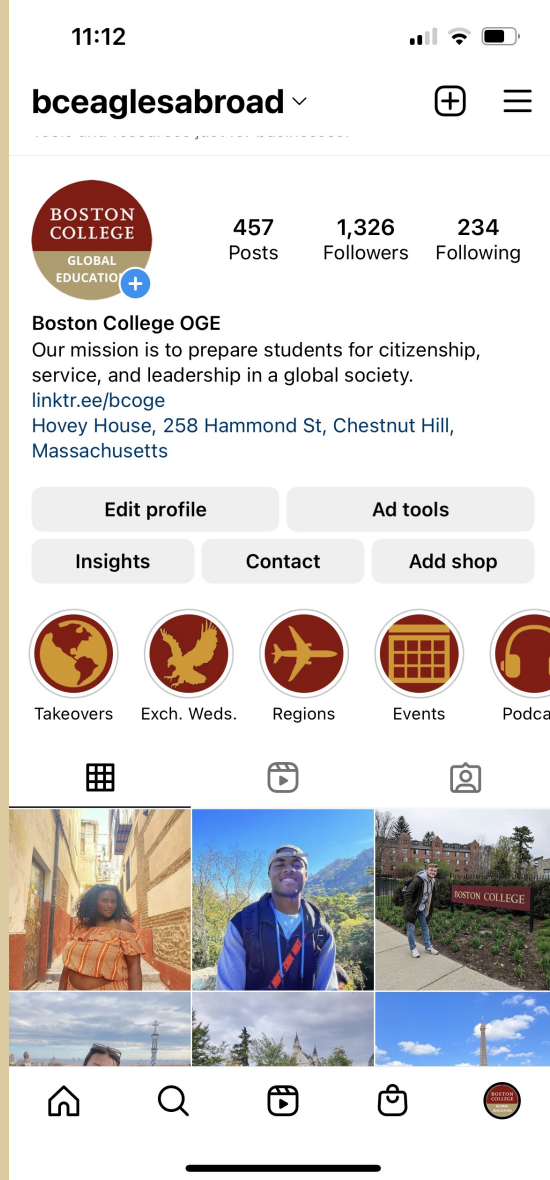 11:12
bceaglesabroad
BOSTON
COLLEGE
GLOBAL
EDUCATION
457
1,326
234
Posts
Followers
Following
Boston College OGE
Our mission is to prepare students for citizenship,
service, and leadership in a global society.
linktr.ee/bcoge
Hovey House, 258 Hammond St, Chestnut Hill,
Massachusetts
Edit profile
Ad tools
Insights
Contact
Add shop
Takeovers
Exch. Weds.
Regions
Events
Podca
BOSTON COLLEGE
BOSTON
COLLEGE